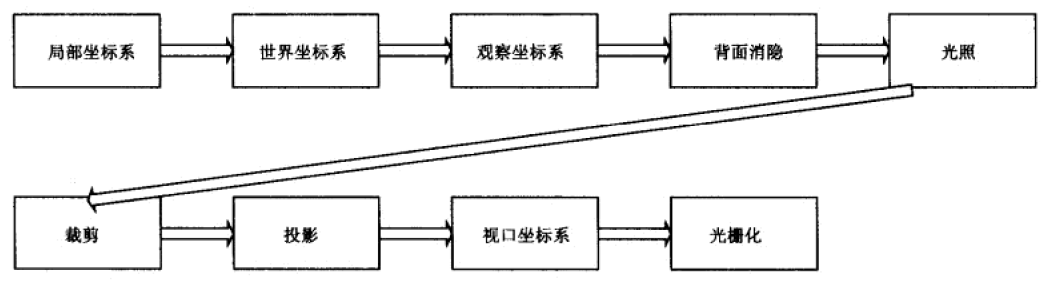 局部坐标系
世界坐标系
观察坐标系
背面消隐
光照
裁剪
投影
视口坐标系
光栅化